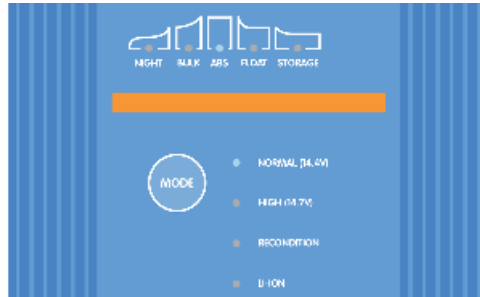 NIGHT BULK ABS FLOAT STORAGE
MODE
NORMAL (14.4V)
HIGH (14.7V)
RECONDITION
LI-ION